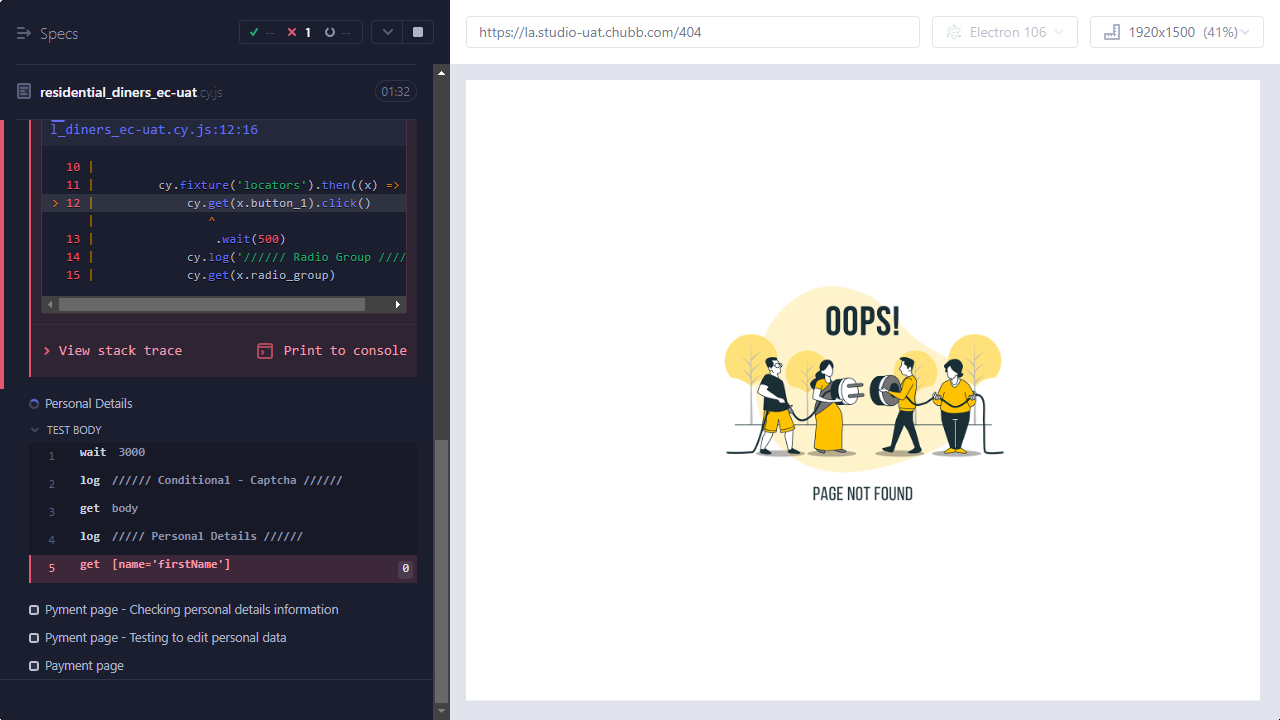 Specs
-- 1 --
residential_diners_ec-uat.cy.js 01:32
l_diners_ec-uat.cy.js:12:16
10 |
11 | cy.fixture('locators').then((x) =>
> 12 | cy.get(x.button_1).click()
| ^
13 | .wait(500)
14 | cy.log('////// Radio Group ////
15 | cy.get(x.radio_group)
View stack trace
Print to console
Personal Details
TEST BODY
1 wait 3000
2 log ////// Conditional - Captcha //////
3 get body
4 log ///// Personal Details //////
5 get [name='firstName'] 0
Pyment page - Checking personal details information
Pyment page - Testing to edit personal data
Payment page
https://la.studio-uat.chubb.com/404
Electron 106
1920x1500 (41%)
OOPS!
PAGE NOT FOUND